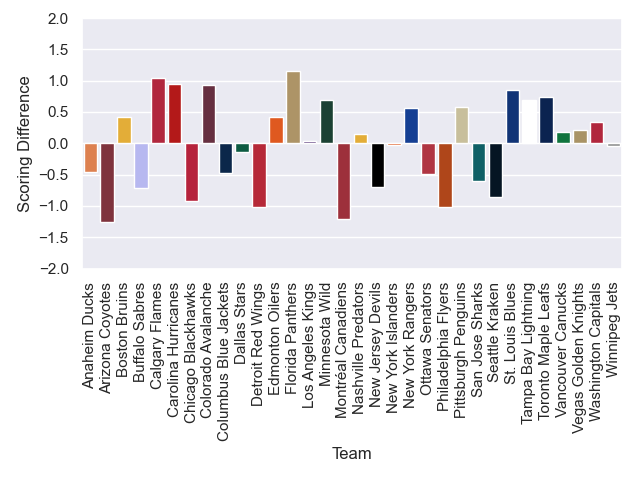 2.0
1.5
1.0
0.5
0.0
−0.5
−1.0
−1.5
−2.0
Scoring Difference
Anaheim Ducks
Arizona Coyotes
Boston Bruins
Buffalo Sabres
Calgary Flames
Carolina Hurricanes
Chicago Blackhawks
Colorado Avalanche
Columbus Blue Jackets
Dallas Stars
Detroit Red Wings
Edmonton Oilers
Florida Panthers
Los Angeles Kings
Minnesota Wild
Montréal Canadiens
Nashville Predators
New Jersey Devils
New York Islanders
New York Rangers
Ottawa Senators
Philadelphia Flyers
Pittsburgh Penguins
San Jose Sharks
Seattle Kraken
St. Louis Blues
Tampa Bay Lightning
Toronto Maple Leafs
Vancouver Canucks
Vegas Golden Knights
Washington Capitals
Winnipeg Jets
Team